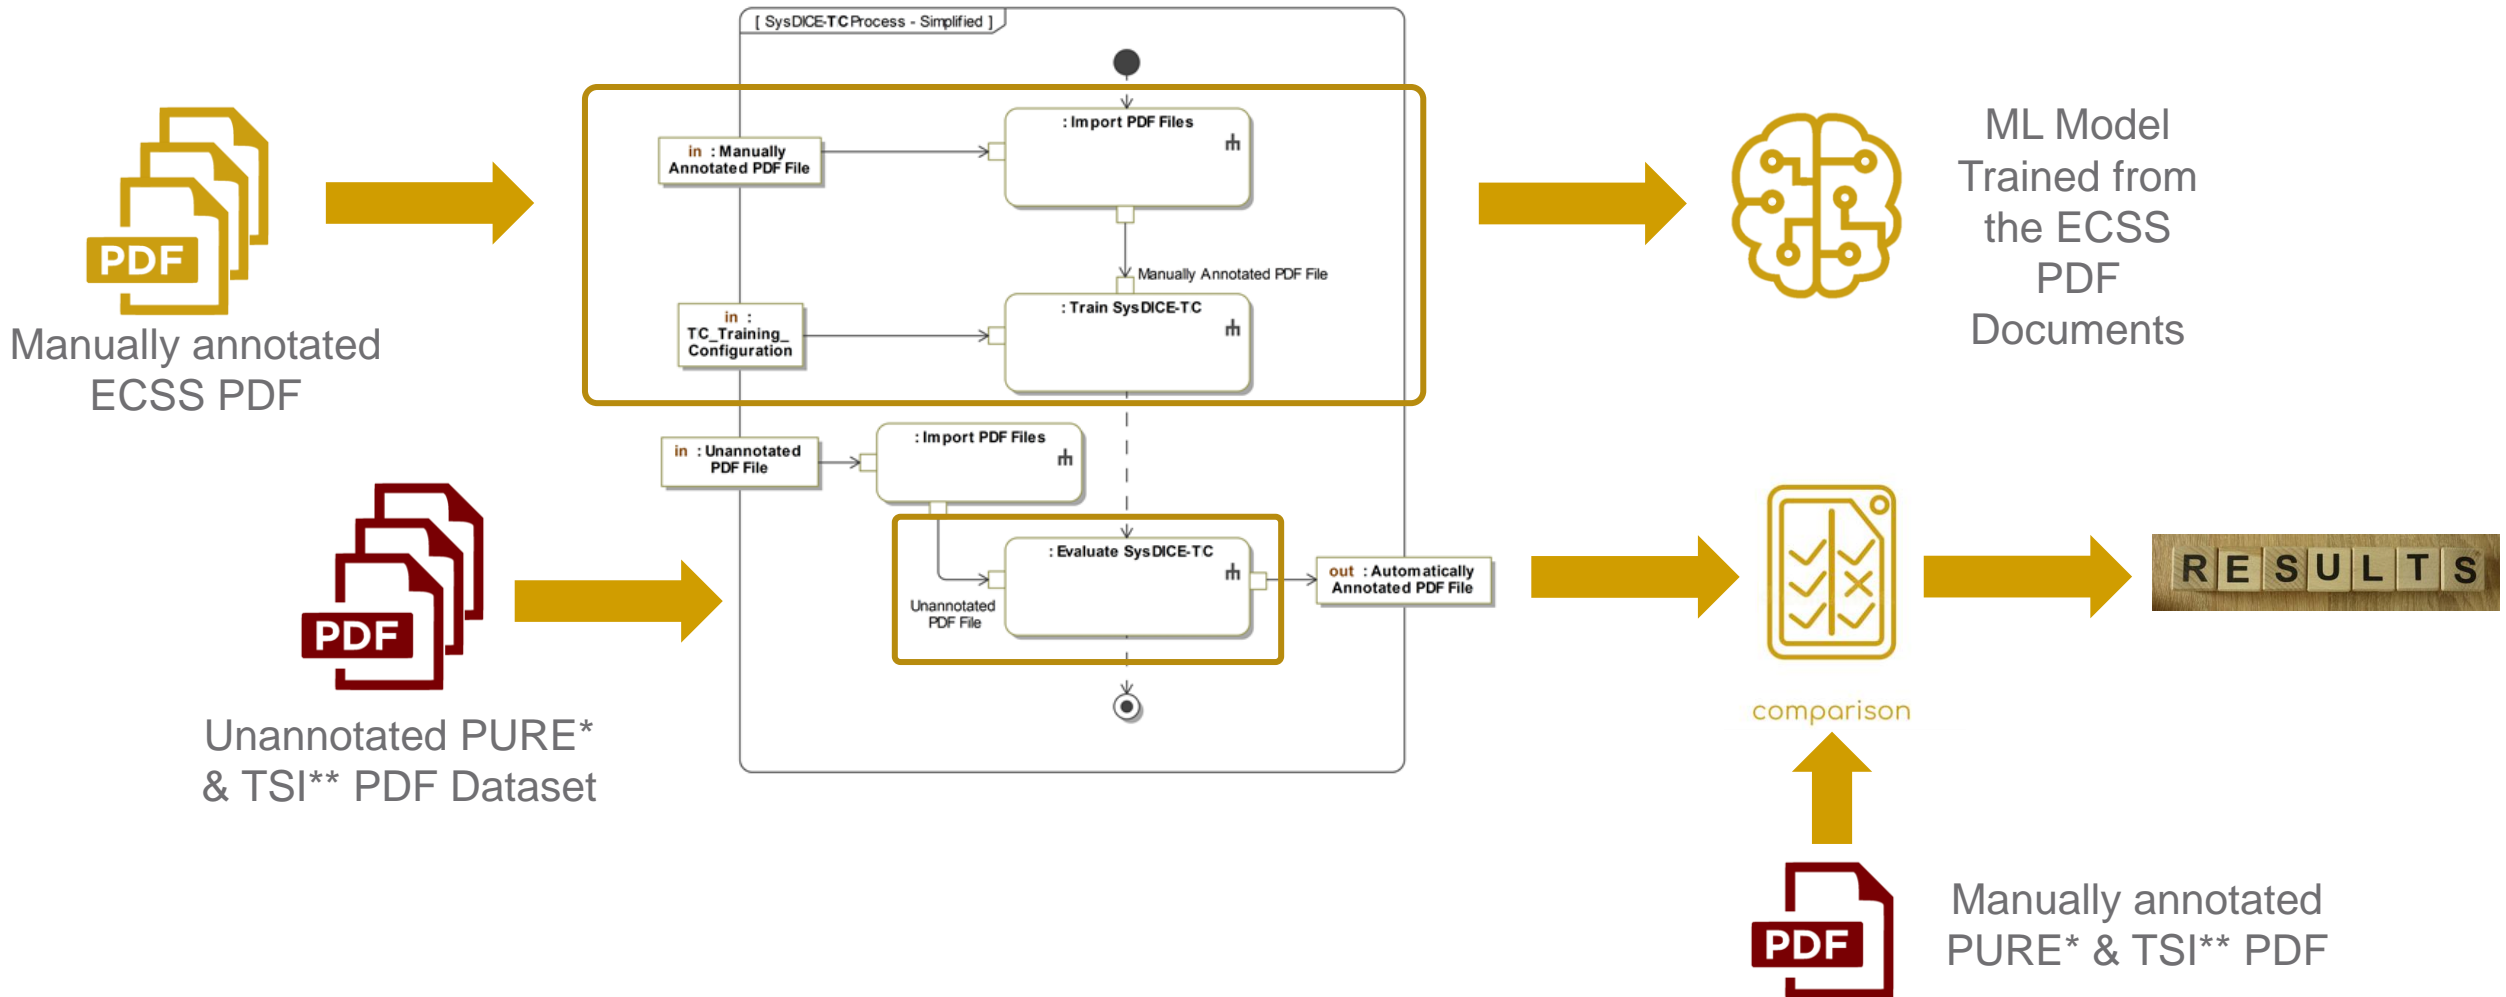 [ SysDICE-TC Process - Simplified ]
: Import PDF Files
in : Manually
Annotated PDF File
Manually Annotated PDF File
: Train SysDICE-TC
in :
TC_Training_
Configuration
PDF
Manually annotated
ECSS PDF
ML Model
Trained from
the ECSS
PDF
Documents
in : Unannotated
PDF File
: Import PDF Files
: Evaluate SysDICE-TC
Unannotated
PDF File
out : Automatically
Annotated PDF File
PDF
Unannotated PURE*
& TSI** PDF Dataset
comparison
RESULTS
PDF
Manually annotated
PURE* & TSI** PDF